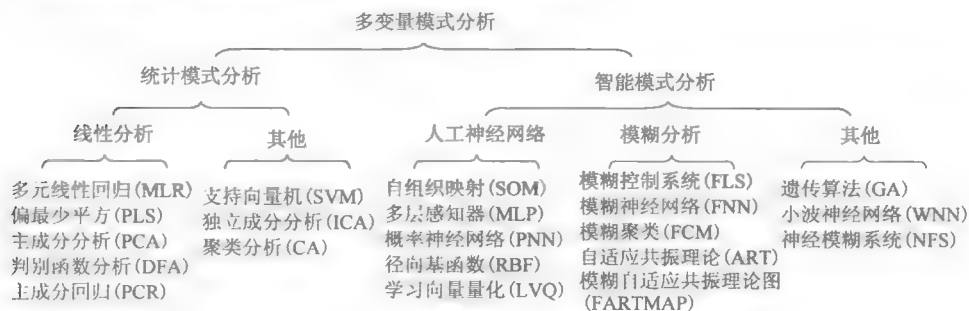 多变量模式分析
统计模式分析
智能模式分析
线性分析
其他
人工神经网络
模糊分析
其他
多元线性回归(MLR)
偏最少平方(PLS)
主成分分析(PCA)
判别函数分析(DFA)
主成分回归(PCR)
支持向量机(SVM)
独立成分分析(ICA)
聚类分析(CA)
自组织映射(SOM)
多层感知器(MLP)
概率神经网络(PNN)
径向基函数(RBF)
学习向量量化(LVQ)
模糊控制系统(FLS)
模糊神经网络(FNN)
模糊聚类(FCM)
自适应共振理论(ART)
模糊自适应共振理论图
(FARTMAP)
遗传算法(GA)
小波神经网络(WNN)
神经模糊系统(NFS)